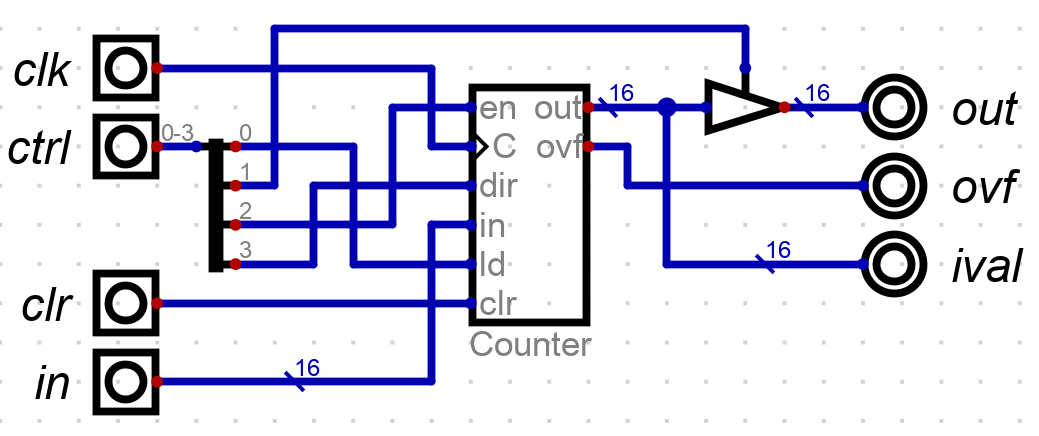 clk
ctrl
0-3
0
1
2
3
clr
in
16
en out
C ovf
dir
in
ld
clr
Counter
16
16
out
ovf
16
ival